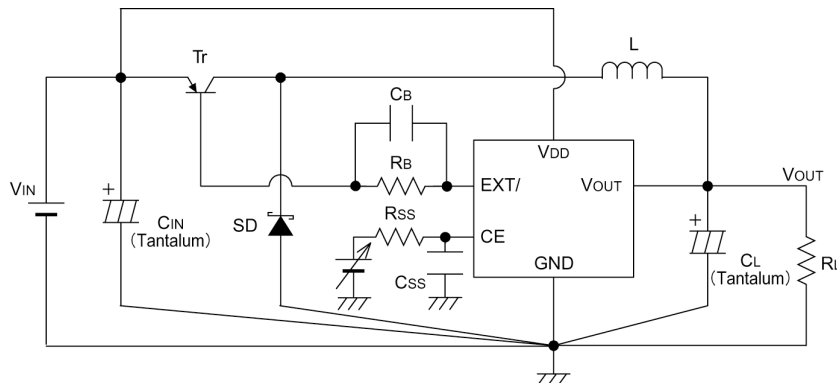 Tr
L
CB
VDD
VIN
+
CIN
(Tantalum)
RB
EXT/
VOUT
VOUT
SD
RSS
CE
+
CL
(Tantalum)
RL
CSS
GND